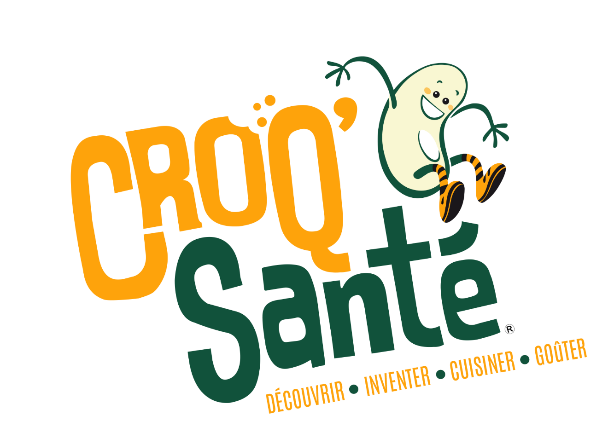 CROQ'
Santé®
DÉCOUVRIR • INVENTER • CUISINER • GOÛTER